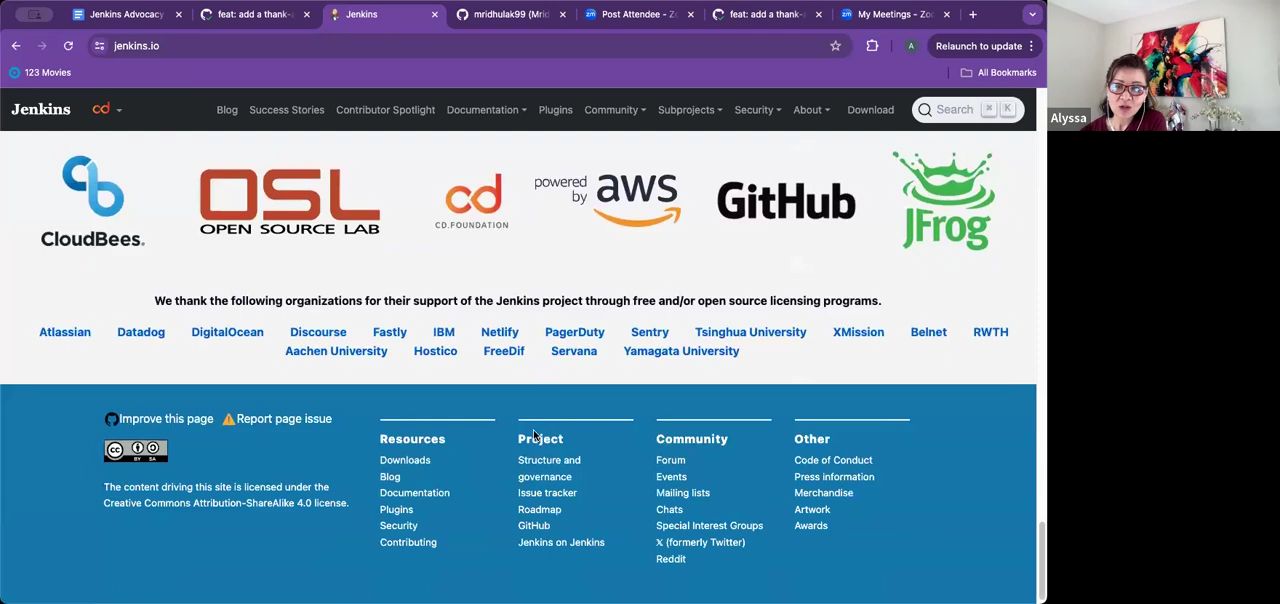 Jenkins Advocacy
feat: add a thank-
Jenkins
mridhulak99 (Mrid
Post Attendee - Zo
feat: add a thank-
My Meetings - Zoo
jenkins.io
A
Relaunch to update
123 Movies
All Bookmarks
Jenkins
cd
Blog
Success Stories
Contributor Spotlight
Documentation
Plugins
Community
Subprojects
Security
About
Download
Search
K
Alyssa
CloudBees.
OSL
OPEN SOURCE LAB
cd
CD.FOUNDATION
powered
by
aws
GitHub
JFrog
We thank the following organizations for their support of the Jenkins project through free and/or open source licensing programs.
Atlassian Datadog DigitalOcean Discourse Fastly IBM Netlify PagerDuty Sentry Tsinghua University XMission Belnet RWTH
Aachen University Hostico FreeDif Servana Yamagata University
Improve this page
Report page issue
cc
BY SA
The content driving this site is licensed under the
Creative Commons Attribution-ShareAlike 4.0 license.
Resources
Downloads
Blog
Documentation
Plugins
Security
Contributing
Project
Structure and
governance
Issue tracker
Roadmap
GitHub
Jenkins on Jenkins
Community
Forum
Events
Mailing lists
Chats
Special Interest Groups
X (formerly Twitter)
Reddit
Other
Code of Conduct
Press information
Merchandise
Artwork
Awards